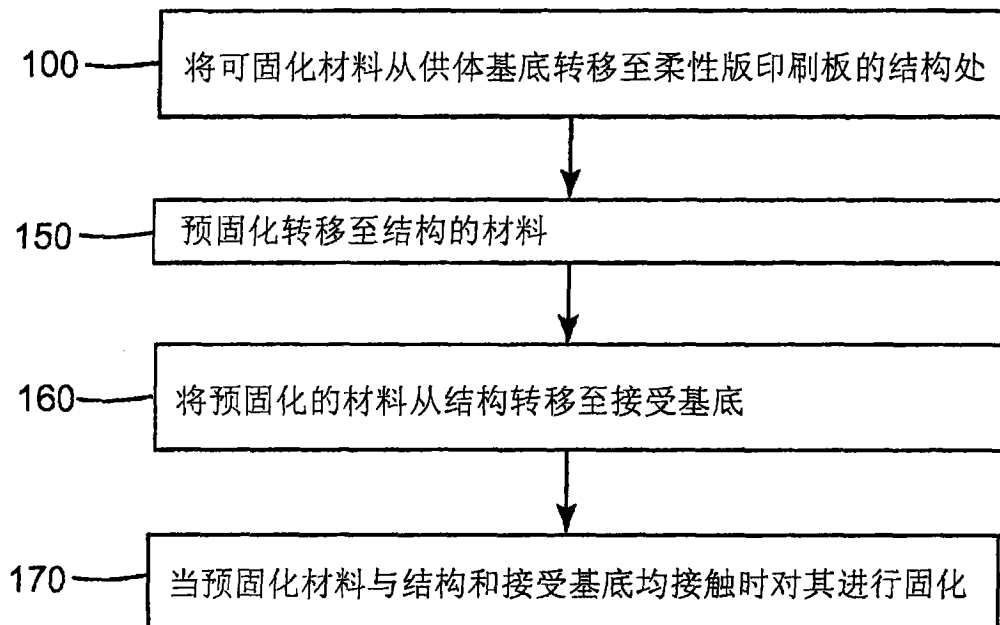 100 将可固化材料从供体基底转移至柔性版印刷板的结构处
150 预固化转移至结构的材料
160 将预固化的材料从结构转移至接受基底
170 当预固化材料与结构和接受基底均接触时对其进行固化